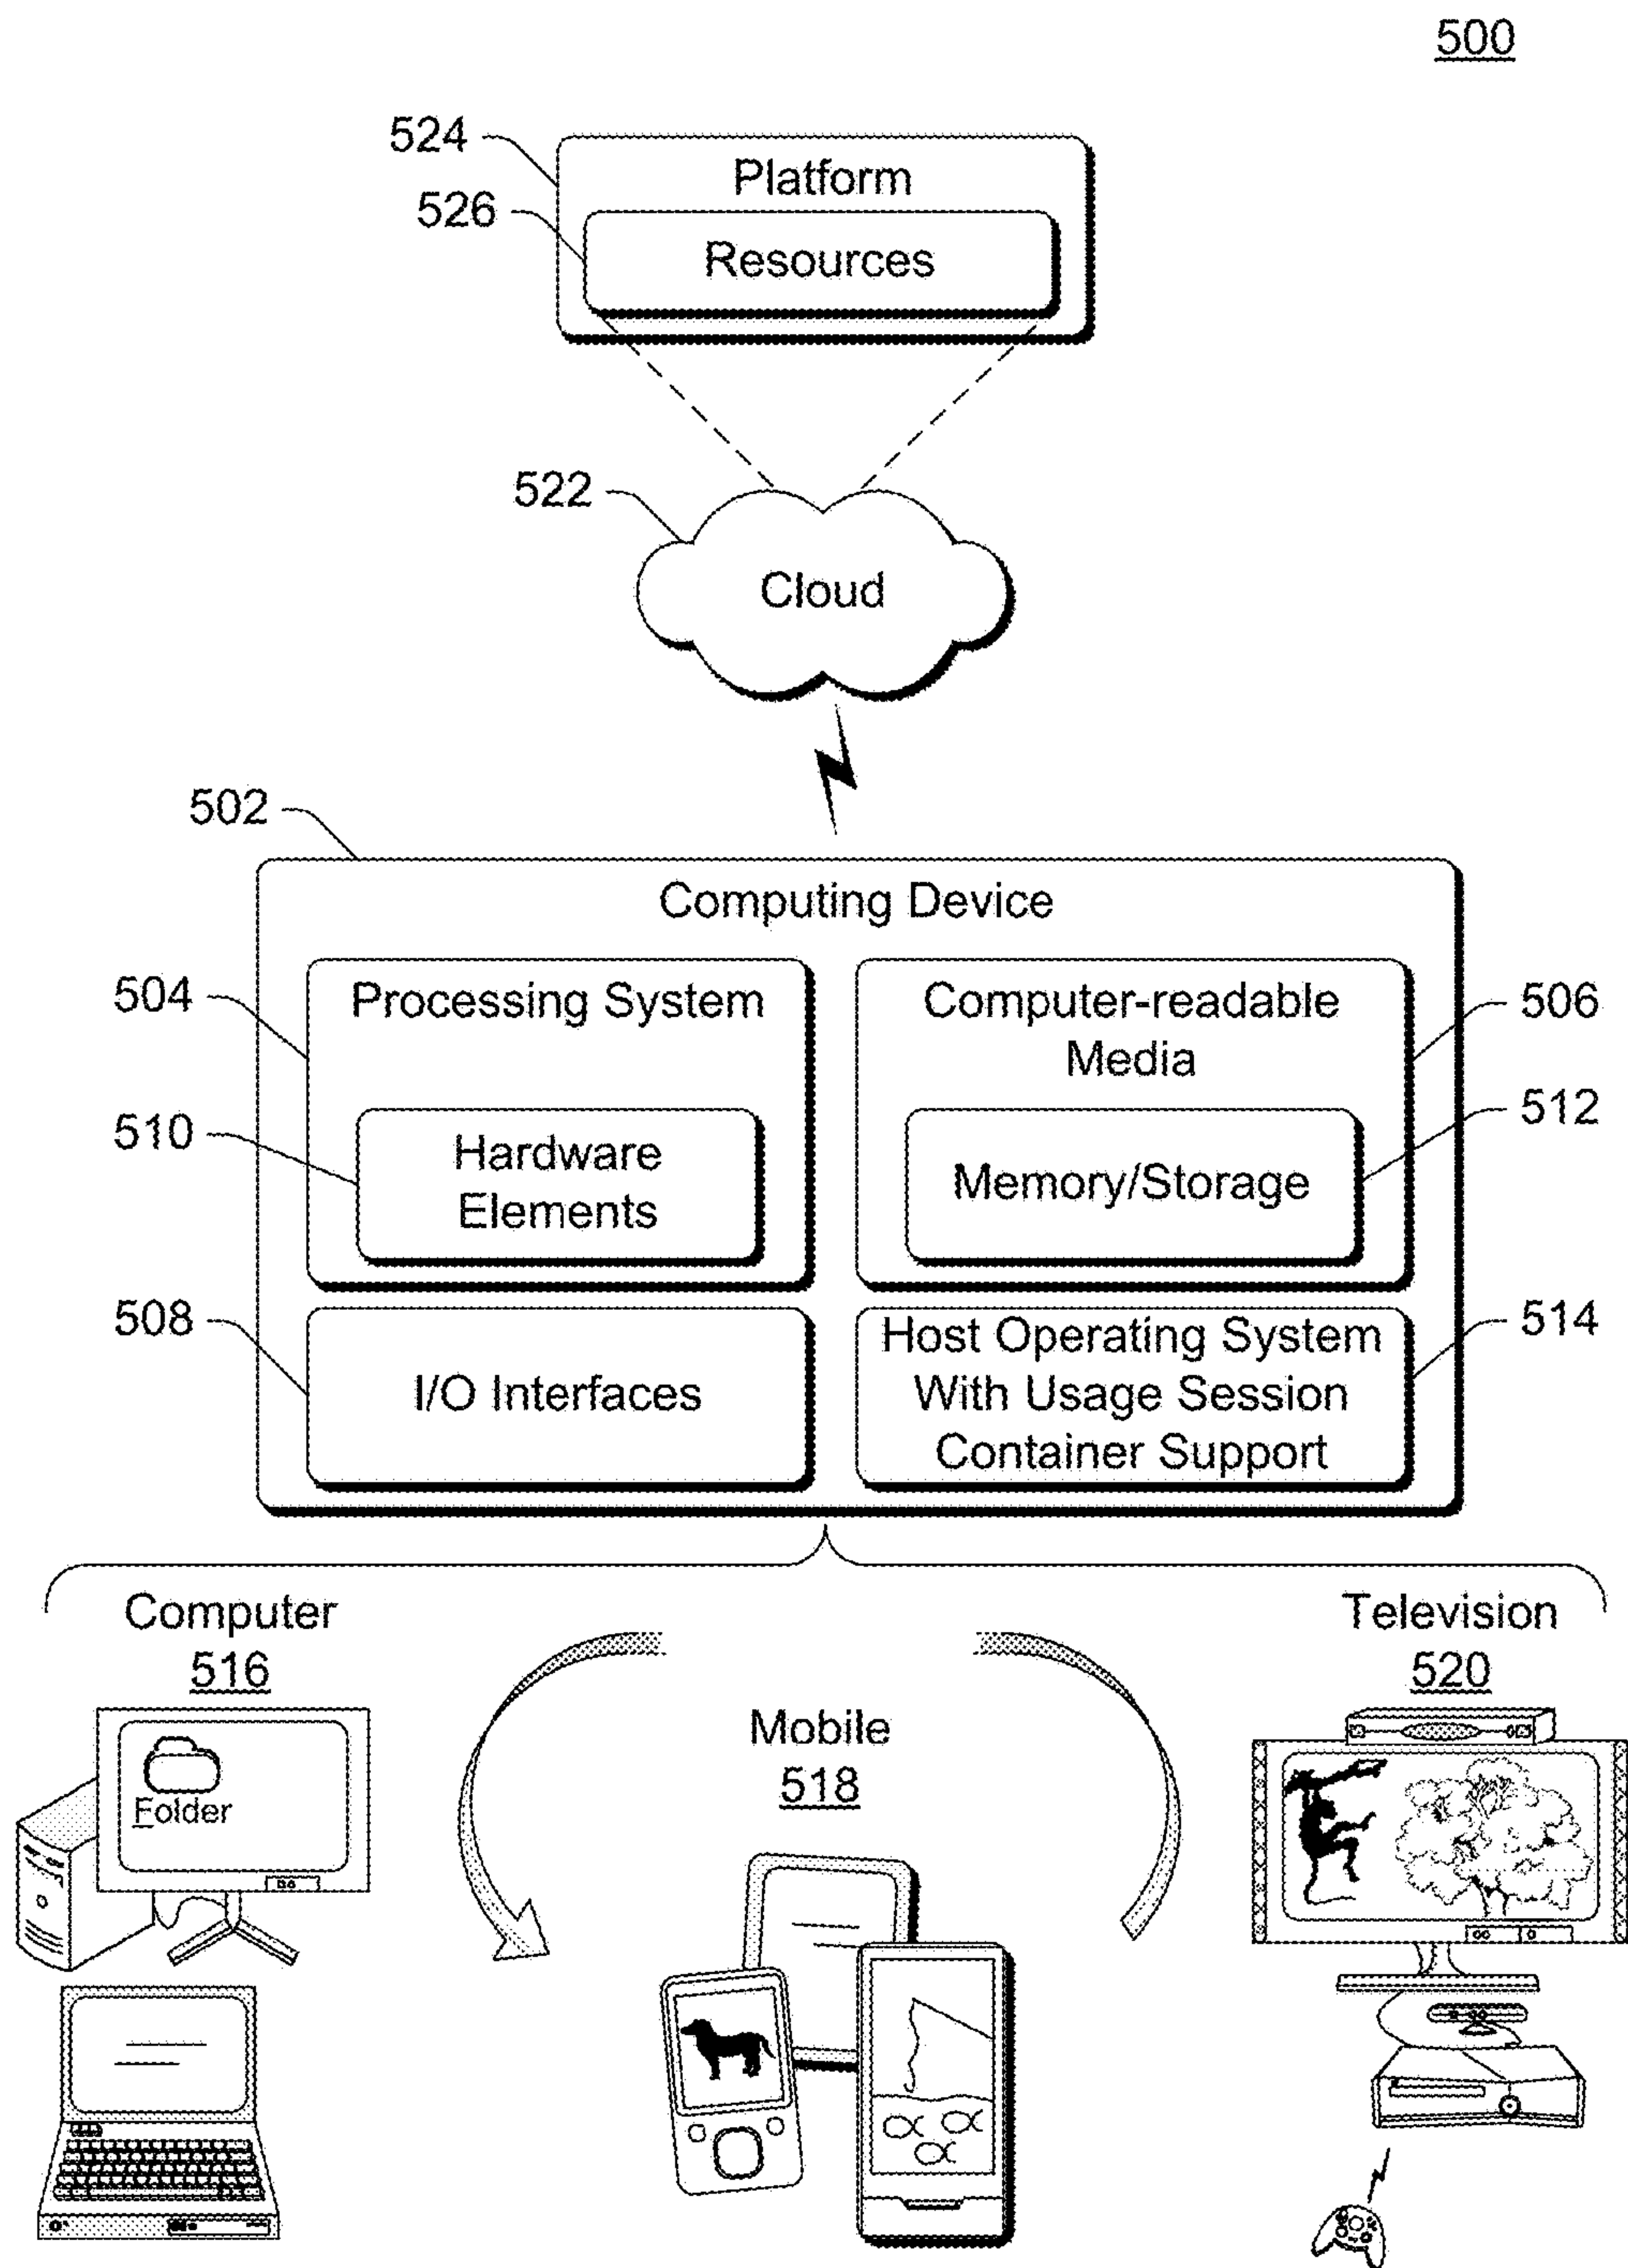 500
524
Platform
526
Resources
522
Cloud
502
Computing Device
504
Processing System
Computer-readable
Media
506
510
Hardware
Elements
Memory/Storage
512
508
I/O Interfaces
Host Operating System
With Usage Session
Container Support
514
Computer
516
Folder
Mobile
518
Television
520